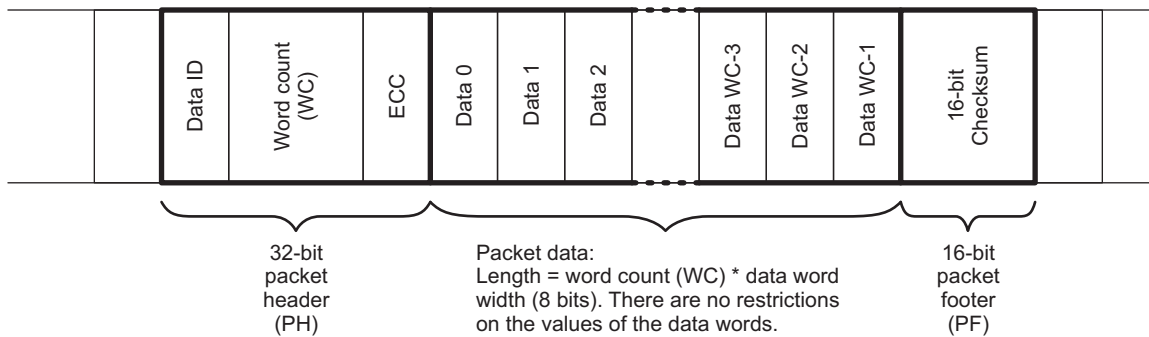 Data ID
Word count
(WC)
ECC
Data 0
Data 1
Data 2
Data WC-3
Data WC-2
Data WC-1
16-bit
Checksum
32-bit
packet
header
(PH)
Packet data:
Length = word count (WC) * data word
width (8 bits). There are no restrictions
on the values of the data words.
16-bit
packet
footer
(PF)